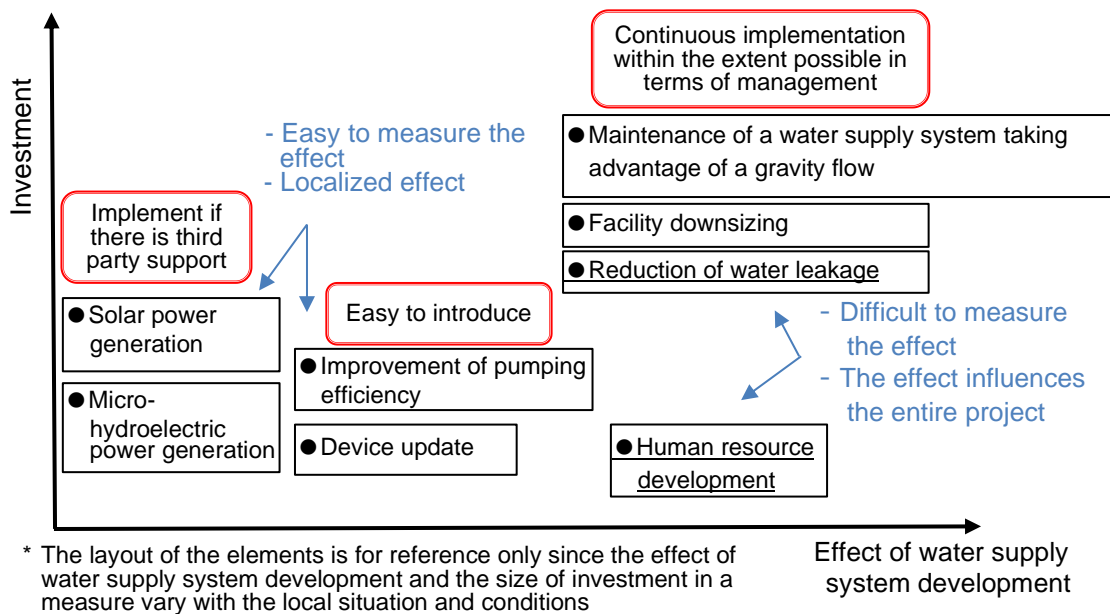 Investment
Continuous implementation
within the extent possible in
terms of management
- Easy to measure the
effect
- Localized effect
● Maintenance of a water supply system taking
advantage of a gravity flow
Implement if
there is third
party support
● Facility downsizing
● Reduction of water leakage
● Solar power
generation
Easy to introduce
- Difficult to measure
the effect
- The effect influences
the entire project
● Improvement of pumping
efficiency
● Micro-
hydroelectric
power generation
● Device update
● Human resource
development
Effect of water supply
system development
* The layout of the elements is for reference only since the effect of
water supply system development and the size of investment in a
measure vary with the local situation and conditions